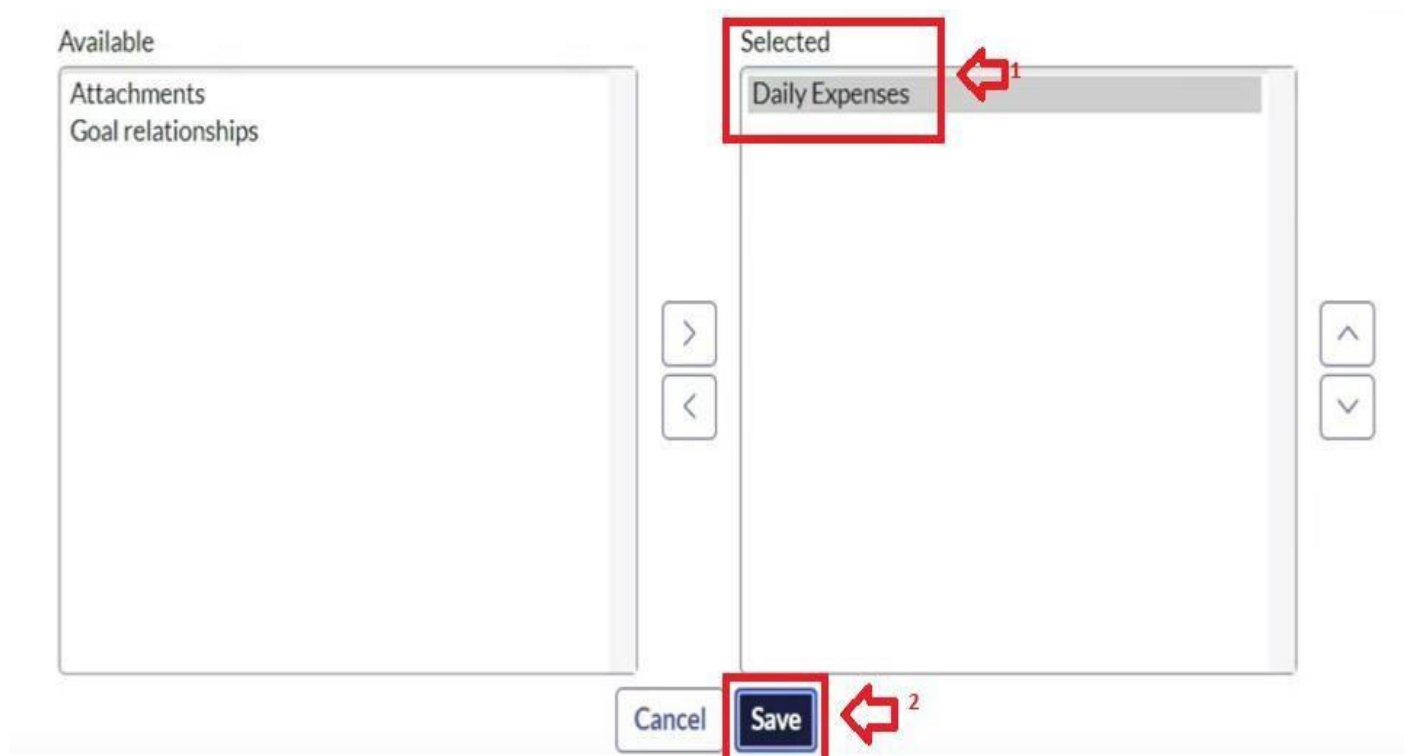 Available
Selected
Attachments
Goal relationships
Daily Expenses
1
Cancel
Save
2